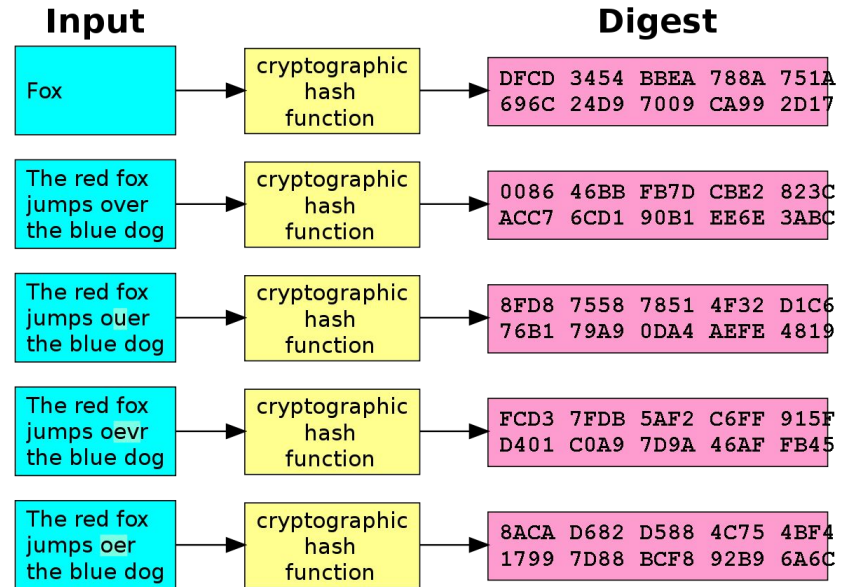 Input
Digest
Fox
cryptographic
hash
function
DFCD 3454 BBEA 788A 751A
696C 24D9 7009 CA99 2D17
The red fox
jumps over
the blue dog
cryptographic
hash
function
0086 46BB FB7D CBE2 823C
ACC7 6CD1 90B1 EE6E 3ABC
The red fox
jumps ouer
the blue dog
cryptographic
hash
function
8FD8 7558 7851 4F32 D1C6
76B1 79A9 0DA4 AEFE 4819
The red fox
jumps oevr
the blue dog
cryptographic
hash
function
FCD3 7FDB 5AF2 C6FF 915F
D401 C0A9 7D9A 46AF FB45
The red fox
jumps oer
the blue dog
cryptographic
hash
function
8ACA D682 D588 4C75 4BF4
1799 7D88 BCF8 92B9 6A6C